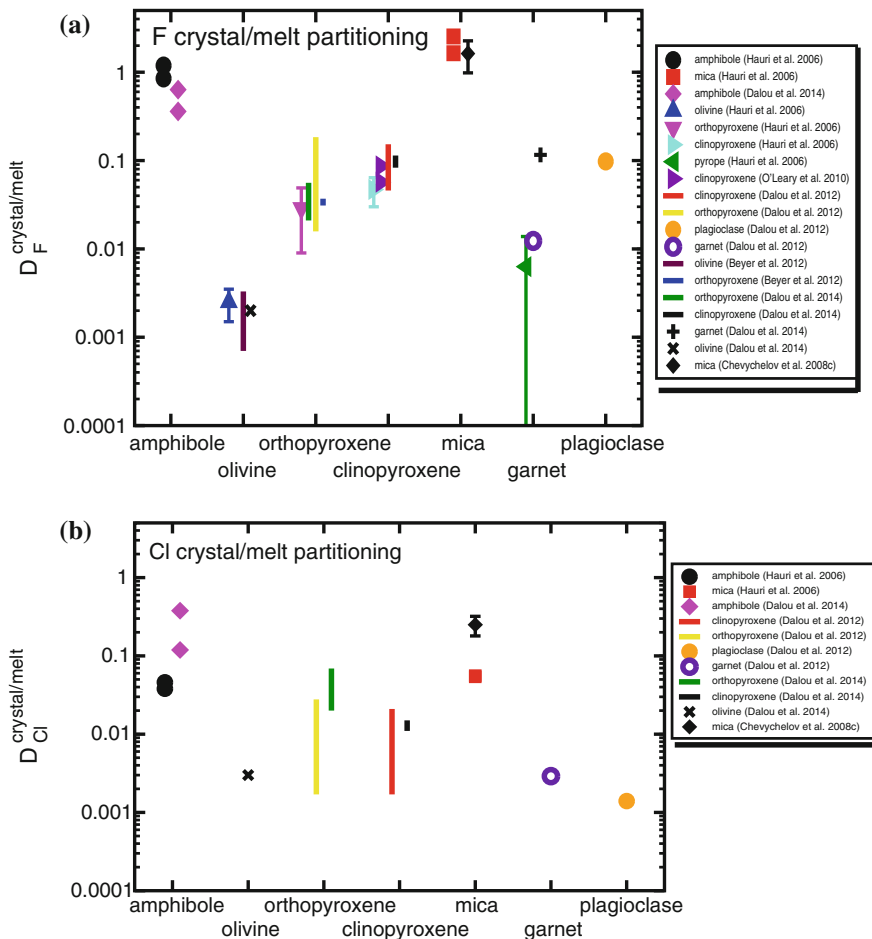 (a)
F crystal/melt partitioning
D_F^crystal/melt
1
0.1
0.01
0.001
0.0001
amphibole
olivine
orthopyroxene
clinopyroxene
mica
garnet
plagioclase
amphibole (Hauri et al. 2006)
mica (Hauri et al. 2006)
amphibole (Dalou et al. 2014)
olivine (Hauri et al. 2006)
orthopyroxene (Hauri et al. 2006)
clinopyroxene (Hauri et al. 2006)
pyrope (Hauri et al. 2006)
clinopyroxene (O'Leary et al. 2010)
clinopyroxene (Dalou et al. 2012)
orthopyroxene (Dalou et al. 2012)
plagioclase (Dalou et al. 2012)
garnet (Dalou et al. 2012)
olivine (Beyer et al. 2012)
orthopyroxene (Beyer et al. 2012)
orthopyroxene (Dalou et al. 2014)
clinopyroxene (Dalou et al. 2014)
garnet (Dalou et al. 2014)
olivine (Dalou et al. 2014)
mica (Chevychelov et al. 2008c)
(b)
Cl crystal/melt partitioning
D_Cl^crystal/melt
1
0.1
0.01
0.001
0.0001
amphibole
olivine
orthopyroxene
clinopyroxene
mica
garnet
plagioclase
amphibole (Hauri et al. 2006)
mica (Hauri et al. 2006)
amphibole (Dalou et al. 2014)
clinopyroxene (Dalou et al. 2012)
orthopyroxene (Dalou et al. 2012)
plagioclase (Dalou et al. 2012)
garnet (Dalou et al. 2012)
orthopyroxene (Dalou et al. 2014)
clinopyroxene (Dalou et al. 2014)
olivine (Dalou et al. 2014)
mica (Chevychelov et al. 2008c)